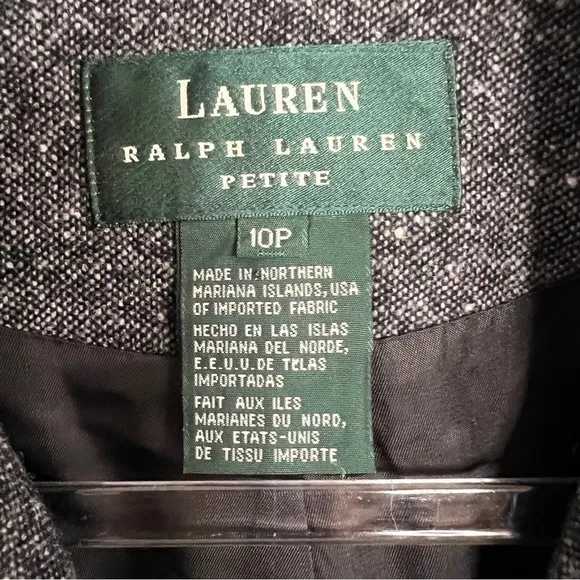 LAUREN
RALPH LAUREN
PETITE
10P
MADE IN NORTHERN
MARIANA ISLANDS, USA
OF IMPORTED FABRIC
HECHO EN LAS ISLAS
MARIANA DEL NORDE,
E.E.U.U. DE TELAS
IMPORTADAS
FAIT AUX ILES
MARIANES DU NORD,
AUX ETATS-UNIS
DE TISSU IMPORTE